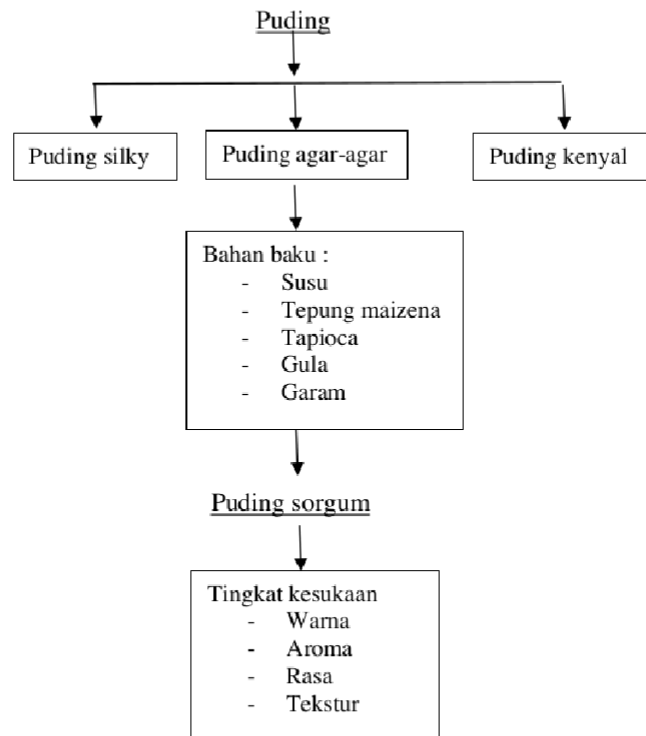 Puding
Puding silky
Puding agar-agar
Puding kenyal
Bahan baku :
- Susu
- Tepung maizena
- Tapioca
- Gula
- Garam
Puding sorgum
Tingkat kesukaan
- Warna
- Aroma
- Rasa
- Tekstur